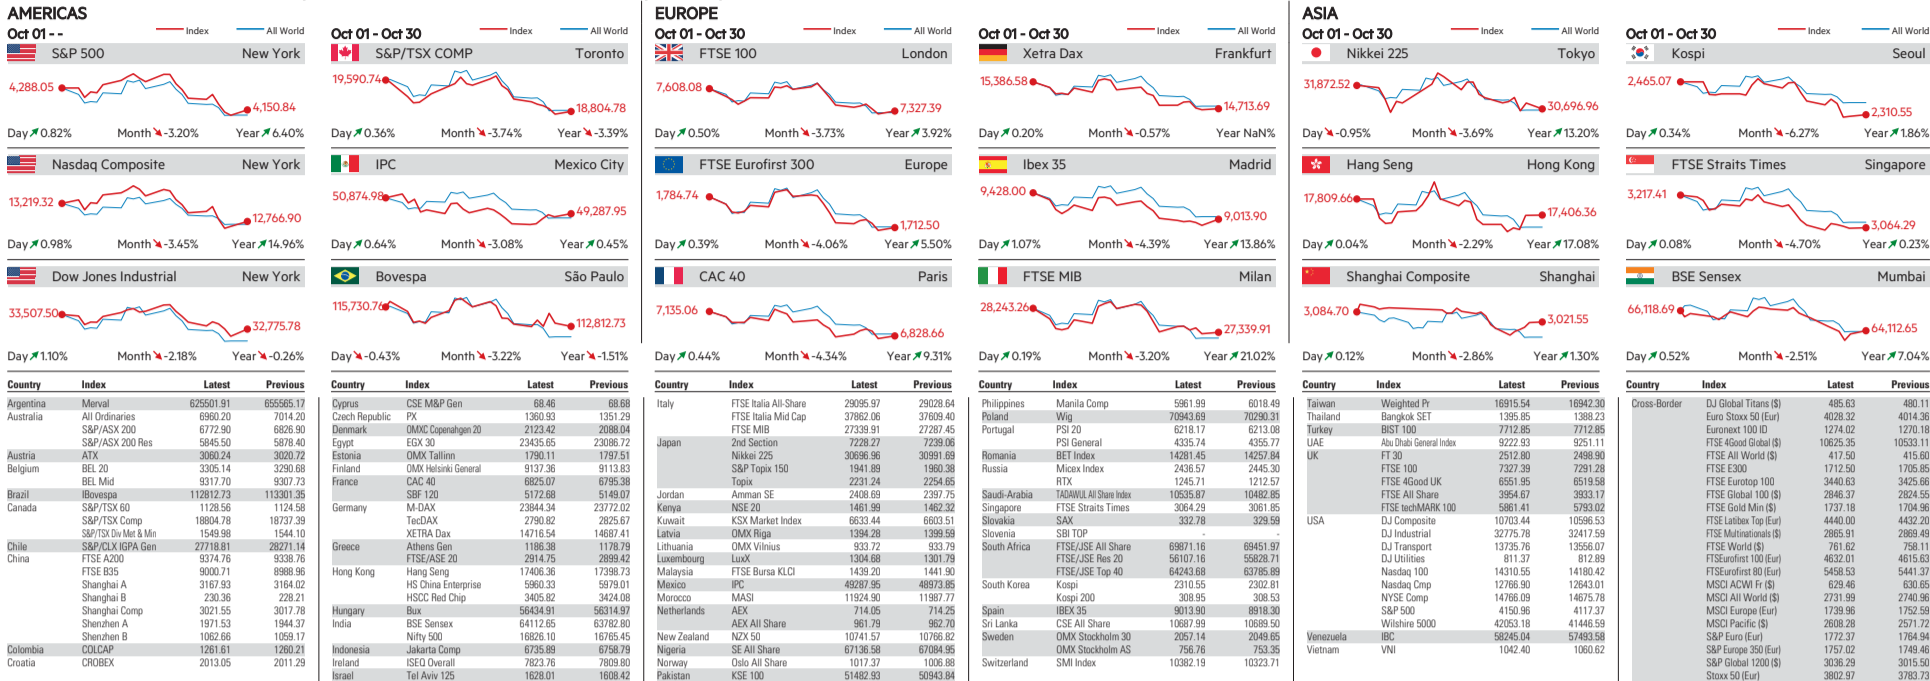 AMERICAS
Oct 01 - -
Index All World
S&P 500 New York
4,288.05
4,150.84
Day 0.82% Month -3.20% Year 6.40%
Nasdaq Composite New York
13,219.32
12,766.90
Day 0.98% Month -3.45% Year 14.96%
Dow Jones Industrial New York
33,507.50
32,775.78
Day 1.10% Month -2.18% Year -0.26%
Oct 01 - Oct 30
Index All World
S&P/TSX COMP Toronto
19,590.74
18,804.78
Day 0.36% Month -3.74% Year -3.39%
IPC Mexico City
50,874.98
49,287.95
Day 0.64% Month -3.08% Year 0.45%
Bovespa São Paulo
115,730.76
112,812.73
Day -0.43% Month -3.22% Year -1.51%
EUROPE
Oct 01 - Oct 30
Index All World
FTSE 100 London
7,608.08
7,327.39
Day 0.50% Month -3.73% Year 3.92%
FTSE Eurofirst 300 Europe
1,784.74
1,712.50
Day 0.39% Month -4.06% Year 5.50%
CAC 40 Paris
7,135.06
6,828.66
Day 0.44% Month -4.34% Year 9.31%
Oct 01 - Oct 30
Index All World
Xetra Dax Frankfurt
15,386.58
14,713.69
Day 0.20% Month -0.57% Year NaN%
Ibex 35 Madrid
9,428.00
9,013.90
Day 1.07% Month -4.39% Year 13.86%
FTSE MIB Milan
28,243.26
27,339.91
Day 0.19% Month -3.20% Year 21.02%
ASIA
Oct 01 - Oct 30
Index All World
Nikkei 225 Tokyo
31,872.52
30,696.96
Day -0.95% Month -3.69% Year 13.20%
Hang Seng Hong Kong
17,809.66
17,406.36
Day 0.04% Month -2.29% Year 17.08%
Shanghai Composite Shanghai
3,084.70
3,021.55
Day 0.12% Month -2.86% Year 1.30%
Oct 01 - Oct 30
Index All World
Kospi Seoul
2,465.07
2,310.55
Day 0.34% Month -6.27% Year 1.86%
FTSE Straits Times Singapore
3,217.41
3,064.29
Day 0.08% Month -4.70% Year 0.23%
BSE Sensex Mumbai
66,118.69
64,112.65
Day 0.52% Month -2.51% Year 7.04%
Country Index Latest Previous
Argentina Merval 625501.91 655565.17
Australia All Ordinaries 6960.20 7014.20
S&P/ASX 200 6772.90 6826.90
S&P/ASX 200 Res 5845.50 5878.40
Austria ATX 3060.24 3020.72
Belgium BEL 20 3305.14 3290.68
BEL Mid 9317.70 9307.73
Brazil IBovespa 112812.73 113301.35
Canada S&P/TSX 60 1128.56 1124.58
S&P/TSX Comp 18804.78 18737.39
S&P/TSX Div Met & Min 1549.98 1544.10
Chile S&P/CLX IGPA Gen 27718.81 28271.14
China FTSE A200 9374.76 9338.76
FTSE B35 9000.71 8988.96
Shanghai A 3167.93 3164.02
Shanghai B 230.36 228.21
Shanghai Comp 3021.55 3017.78
Shenzhen A 1971.53 1944.37
Shenzhen B 1062.66 1059.17
Colombia COLCAP 1261.61 1260.21
Croatia CROBEX 2013.05 2011.29
Country Index Latest Previous
Cyprus CSE M&P Gen 68.46 68.68
Czech Republic PX 1360.93 1351.29
Denmark OMXC Copenahgen 20 2123.42 2088.04
Egypt EGX 30 23435.65 23086.72
Estonia OMX Tallinn 1790.11 1797.51
Finland OMX Helsinki General 9137.36 9113.83
France CAC 40 6825.07 6795.38
SBF 120 5172.68 5149.07
Germany M-DAX 23844.34 23772.02
TecDAX 2790.82 2825.67
XETRA Dax 14716.54 14687.41
Greece Athens Gen 1186.38 1178.79
FTSE/ASE 20 2914.75 2899.42
Hong Kong Hang Seng 17406.36 17398.73
HS China Enterprise 5960.33 5979.01
HSCC Red Chip 3405.82 3424.08
Hungary Bux 56434.91 56314.97
India BSE Sensex 64112.65 63782.80
Nifty 500 16826.10 16765.45
Indonesia Jakarta Comp 6735.89 6758.79
Ireland ISEQ Overall 7823.76 7809.80
Israel Tel Aviv 125 1628.01 1608.42
Country Index Latest Previous
Italy FTSE Italia All-Share 29095.97 29028.64
FTSE Italia Mid Cap 37862.06 37609.40
FTSE MIB 27339.91 27287.45
Japan 2nd Section 7228.27 7239.06
Nikkei 225 30696.96 30991.69
S&P Topix 150 1941.89 1960.38
Topix 2231.24 2254.65
Jordan Amman SE 2408.69 2397.75
Kenya NSE 20 1461.99 1462.32
Kuwait KSX Market Index 6633.44 6603.51
Latvia OMX Riga 1394.28 1399.59
Lithuania OMX Vilnius 933.72 933.79
Luxembourg LuxX 1304.68 1301.79
Malaysia FTSE Bursa KLCI 1439.20 1441.90
Mexico IPC 49287.95 48973.85
Morocco MASI 11924.90 11987.77
Netherlands AEX 714.05 714.25
AEX All Share 961.79 962.70
New Zealand NZX 50 10741.57 10766.82
Nigeria SE All Share 67136.58 67084.95
Norway Oslo All Share 1017.37 1006.88
Pakistan KSE 100 51482.93 50943.84
Country Index Latest Previous
Philippines Manila Comp 5961.99 6018.49
Poland Wig 70943.69 70290.31
Portugal PSI 20 6218.17 6213.08
PSI General 4335.74 4355.77
Romania BET Index 14281.45 14257.84
Russia Micex Index 2436.57 2445.30
RTX 1245.71 1212.57
Saudi-Arabia TADAWUL All Share Index 10535.87 10482.85
Singapore FTSE Straits Times 3064.29 3061.85
Slovakia SAX 332.78 329.59
Slovenia SBI TOP - -
South Africa FTSE/JSE All Share 69871.16 69451.97
FTSE/JSE Res 20 56107.16 55828.71
FTSE/JSE Top 40 64243.68 63785.89
South Korea Kospi 2310.55 2302.81
Kospi 200 308.95 308.53
Spain IBEX 35 9013.90 8918.30
Sri Lanka CSE All Share 10687.99 10689.50
Sweden OMX Stockholm 30 2057.14 2049.65
OMX Stockholm AS 756.76 753.35
Switzerland SMI Index 10382.19 10323.71
Country Index Latest Previous
Taiwan Weighted Pr 16915.54 16942.30
Thailand Bangkok SET 1395.85 1388.23
Turkey BIST 100 7712.85 7712.85
UAE Abu Dhabi General Index 9222.93 9251.11
UK FT 30 2512.80 2498.90
FTSE 100 7327.39 7291.28
FTSE 4Good UK 6551.95 6519.58
FTSE All Share 3954.67 3933.17
FTSE techMARK 100 5861.41 5793.02
USA DJ Composite 10703.44 10596.53
DJ Industrial 32775.78 32417.59
DJ Transport 13735.76 13556.07
DJ Utilities 811.37 812.89
Nasdaq 100 14310.55 14180.42
Nasdaq Cmp 12766.90 12643.01
NYSE Comp 14766.09 14675.78
S&P 500 4150.96 4117.37
Wilshire 5000 42053.18 41446.59
Venezuela IBC 58245.04 57493.58
Vietnam VNI 1042.40 1060.62
Country Index Latest Previous
Cross-Border DJ Global Titans ($) 485.63 480.11
Euro Stoxx 50 (Eur) 4028.32 4014.36
Euronext 100 ID 1274.02 1270.18
FTSE 4Good Global ($) 10625.35 10533.11
FTSE All World ($) 417.50 415.60
FTSE E300 1712.50 1705.85
FTSE Eurotop 100 3440.63 3425.66
FTSE Global 100 ($) 2846.37 2824.55
FTSE Gold Min ($) 1737.18 1704.96
FTSE Latibex Top (Eur) 4440.00 4432.20
FTSE Multinationals ($) 2865.91 2869.49
FTSE World ($) 761.62 758.11
FTSEurofirst 100 (Eur) 4632.01 4615.63
FTSEurofirst 80 (Eur) 5458.53 5441.37
MSCI ACWI Fr ($) 629.46 630.65
MSCI All World ($) 2731.99 2740.96
MSCI Europe (Eur) 1739.96 1752.59
MSCI Pacific ($) 2608.28 2571.72
S&P Euro (Eur) 1772.37 1764.94
S&P Europe 350 (Eur) 1757.02 1749.46
S&P Global 1200 ($) 3036.29 3015.50
Stoxx 50 (Eur) 3802.97 3783.73